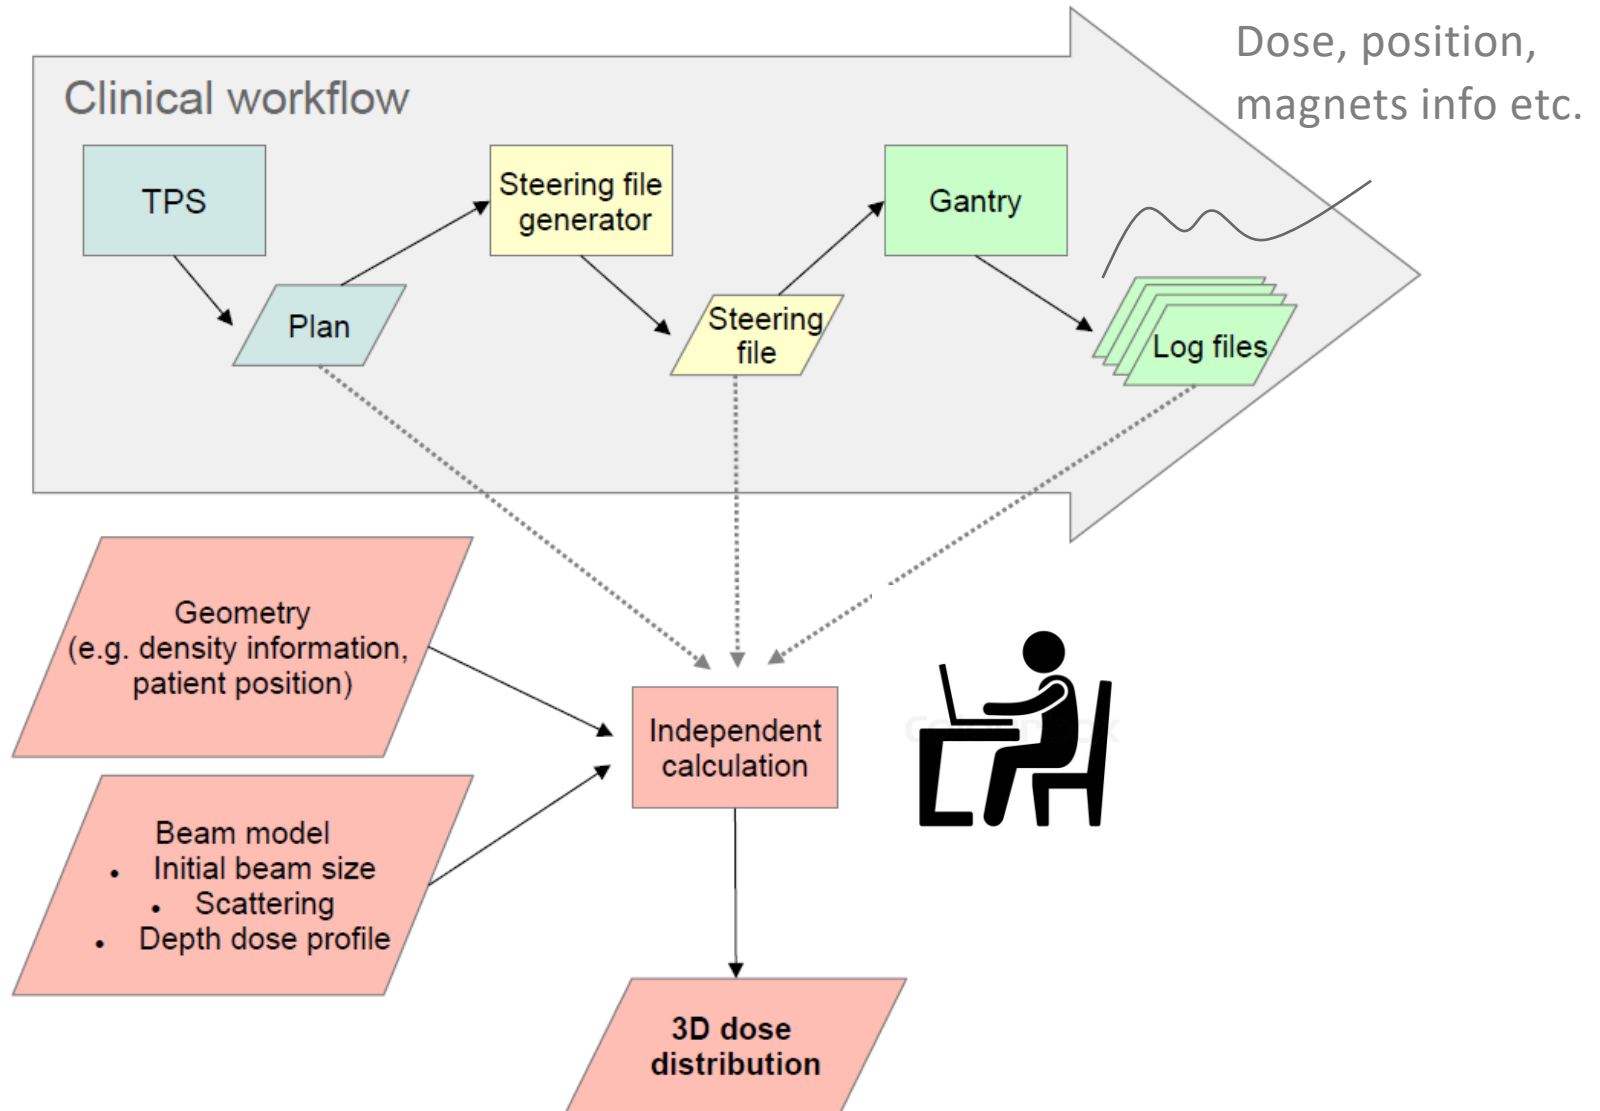 Dose, position,
magnets info etc.
Clinical workflow
TPS
Steering file
generator
Gantry
Plan
Steering
file
Log files
Geometry
(e.g. density information,
patient position)
Independent
calculation
Beam model
• Initial beam size
• Scattering
• Depth dose profile
3D dose
distribution